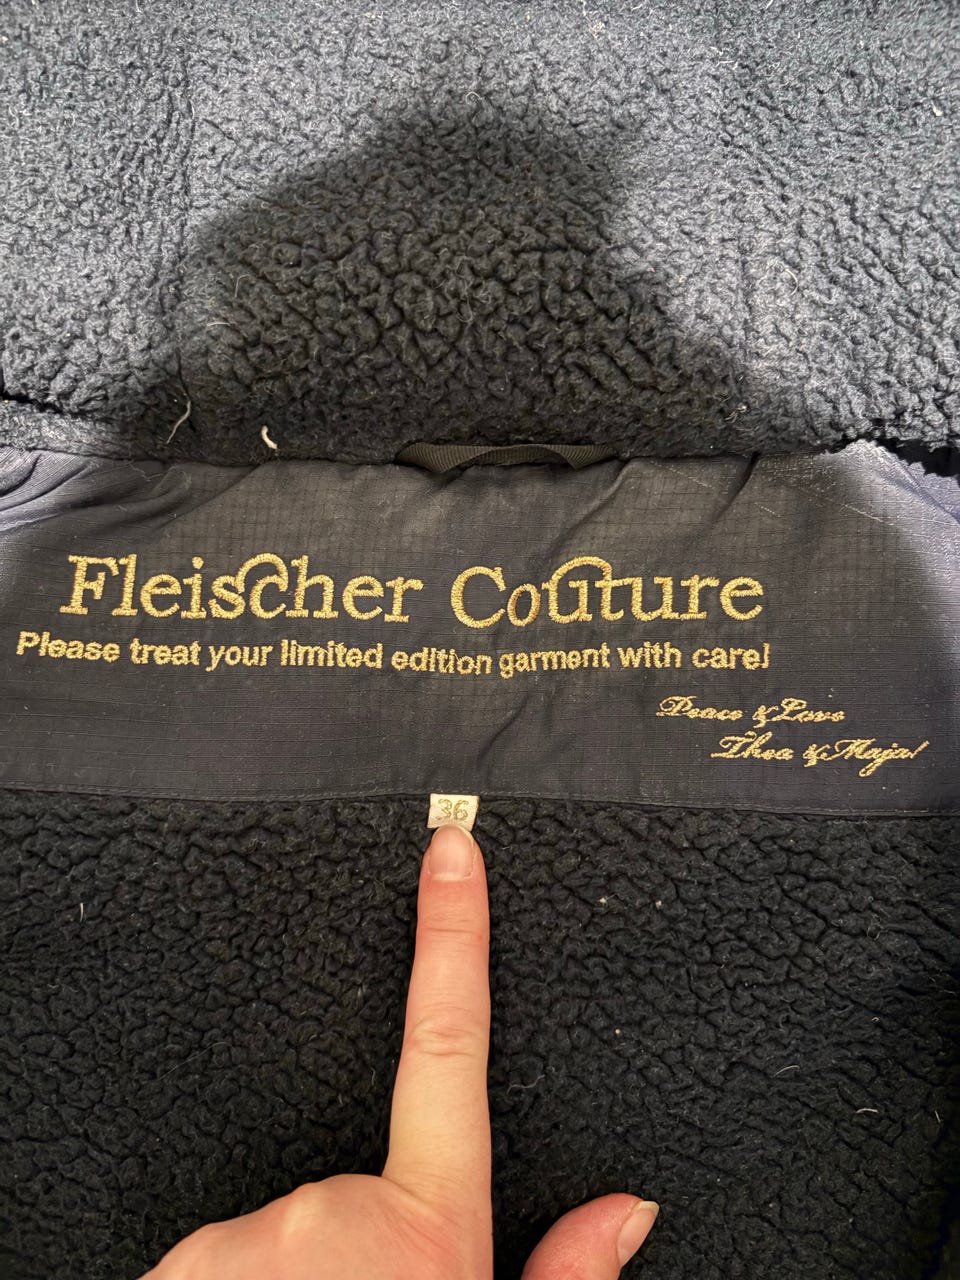 Fleischer Couture
Please treat your limited edition garment with care!
Peace & Love
Thea & Maja!
36